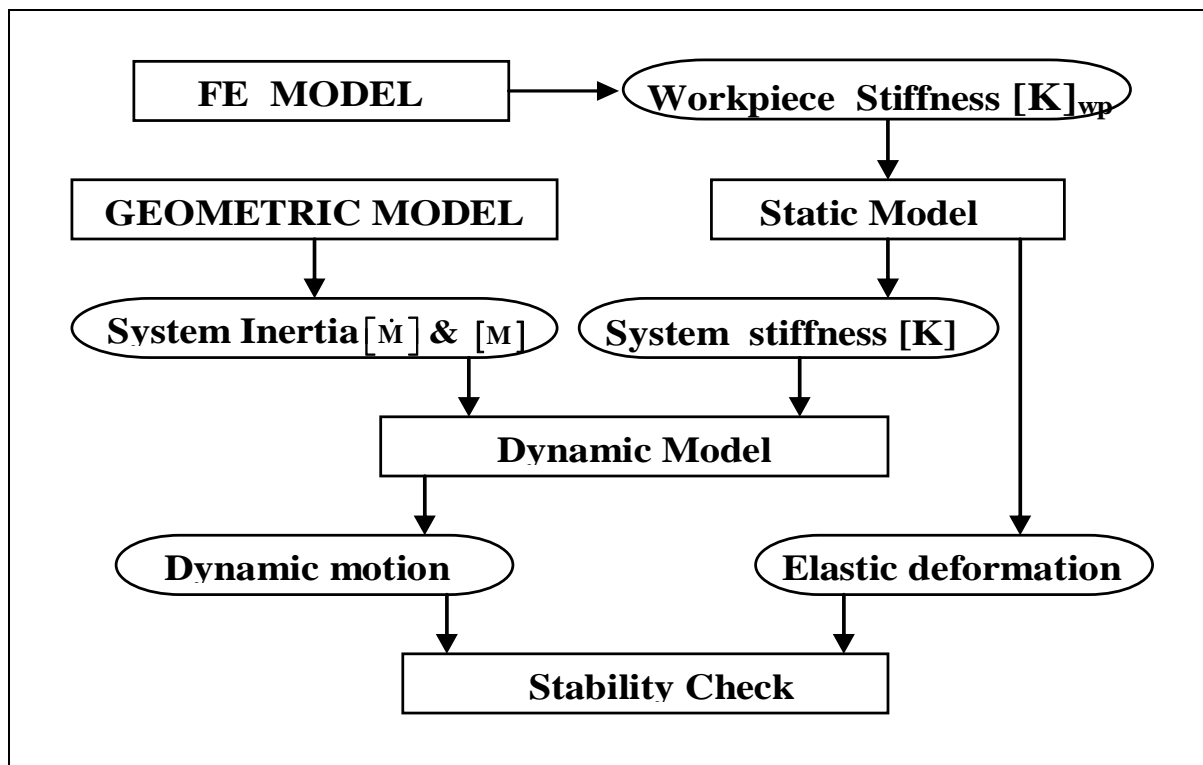 FE MODEL
Workpiece Stiffness [K]wp
GEOMETRIC MODEL
Static Model
System Inertia [Ṁ] & [M]
System stiffness [K]
Dynamic Model
Dynamic motion
Elastic deformation
Stability Check